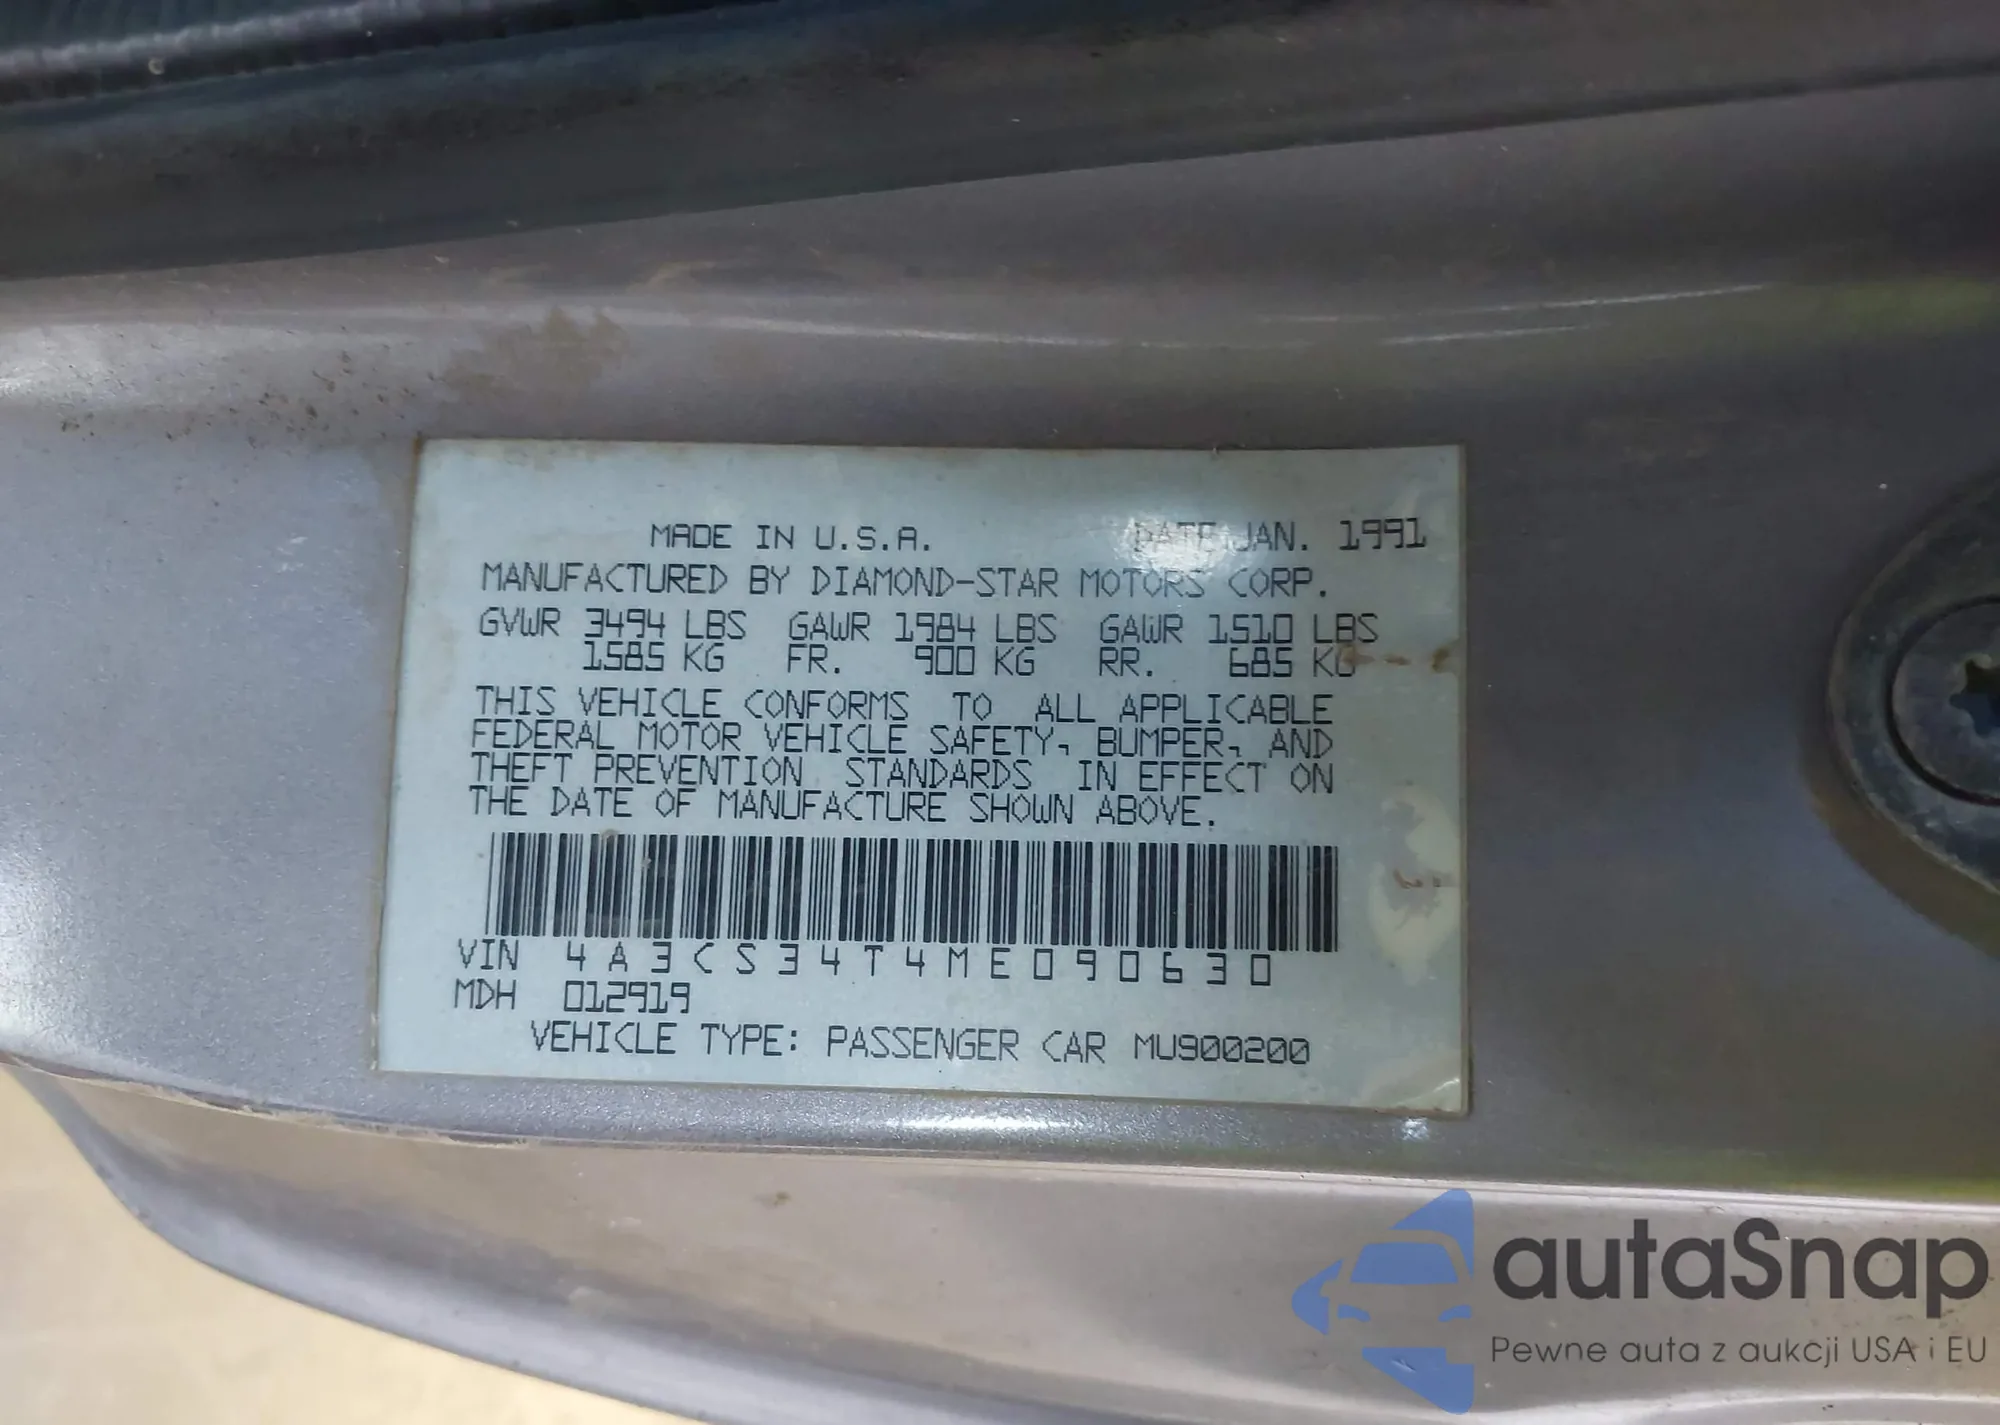 MADE IN U.S.A. DATE JAN. 1991
MANUFACTURED BY DIAMOND-STAR MOTORS CORP.
GVWR 3494 LBS GAWR 1984 LBS GAWR 1510 LBS
1585 KG FR. 900 KG RR. 685 KG
THIS VEHICLE CONFORMS TO ALL APPLICABLE
FEDERAL MOTOR VEHICLE SAFETY, BUMPER, AND
THEFT PREVENTION STANDARDS IN EFFECT ON
THE DATE OF MANUFACTURE SHOWN ABOVE.
VIN 4A3CS34T4ME090630
MDH 012919
VEHICLE TYPE: PASSENGER CAR MU900200
autaSnap
Pewne auta z aukcji USA i EU